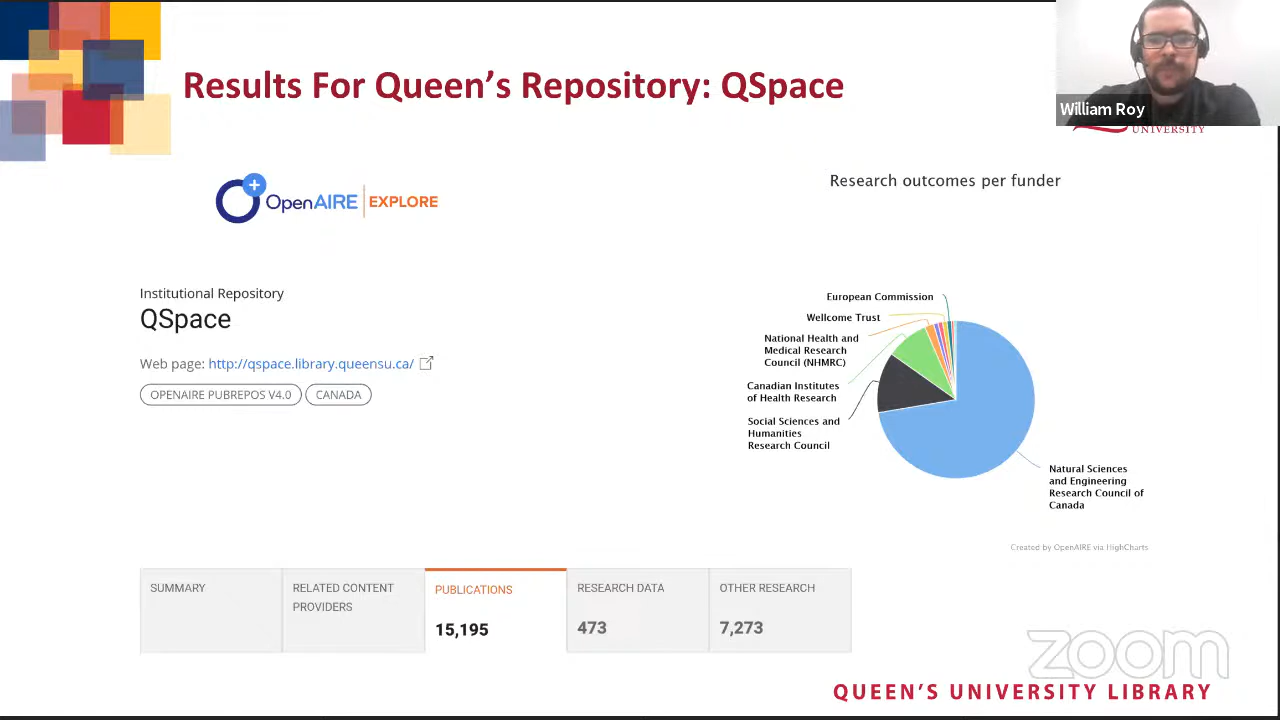 Results For Queen's Repository: QSpace
William Roy
UNIVERSITY
OpenAIRE | EXPLORE
Research outcomes per funder
Institutional Repository
QSpace
Web page: http://qspace.library.queensu.ca/
OPENAIRE PUBREPOS V4.0
CANADA
European Commission
Wellcome Trust
National Health and
Medical Research
Council (NHMRC)
Canadian Institutes
of Health Research
Social Sciences and
Humanities
Research Council
Natural Sciences
and Engineering
Research Council of
Canada
Created by OpenAIRE via HighCharts
SUMMARY
RELATED CONTENT
PROVIDERS
PUBLICATIONS
15,195
RESEARCH DATA
473
OTHER RESEARCH
7,273
zoom
QUEEN'S UNIVERSITY LIBRARY